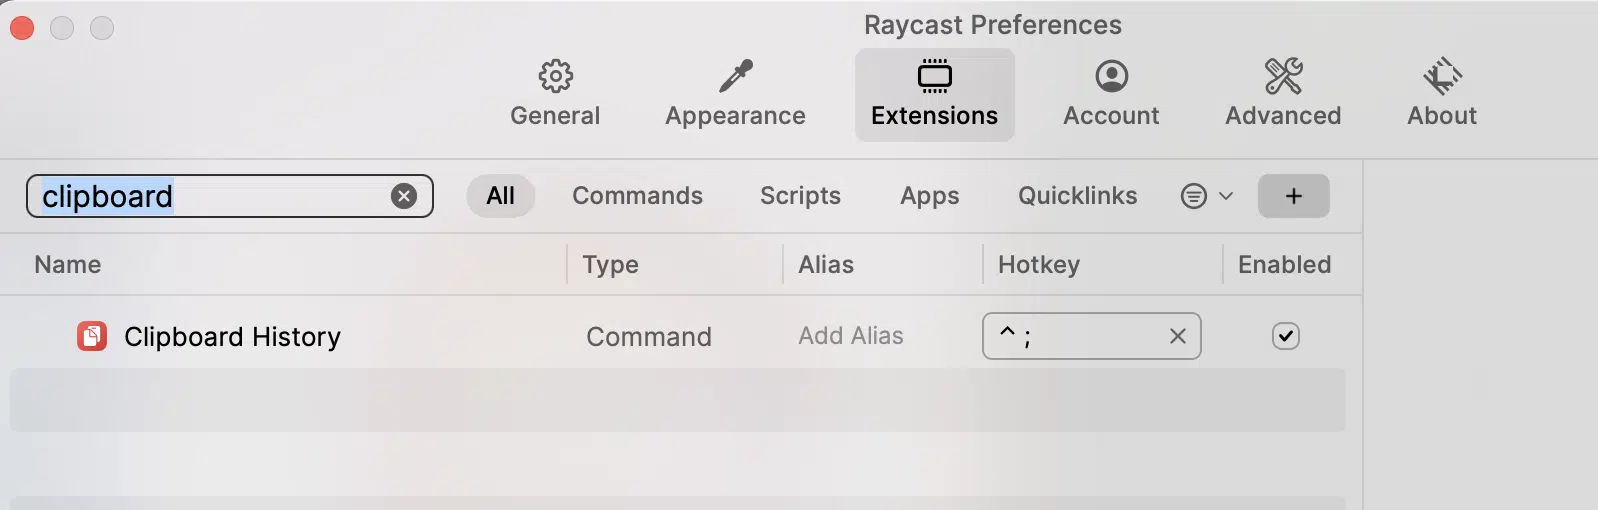 Raycast Preferences
General Appearance Extensions Account Advanced About
clipboard All Commands Scripts Apps Quicklinks +
Name Type Alias Hotkey Enabled
Clipboard History Command Add Alias ^ ;